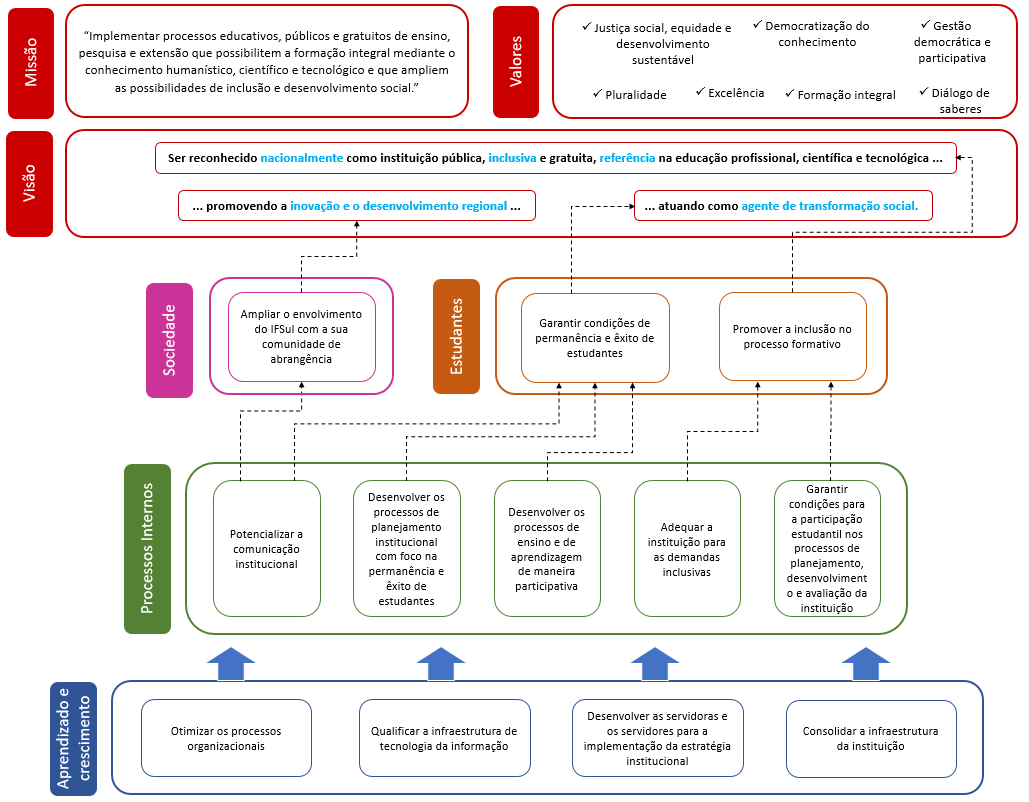 Missão
“Implementar processos educativos, públicos e gratuitos de ensino,
pesquisa e extensão que possibilitem a formação integral mediante o
conhecimento humanístico, científico e tecnológico e que ampliem
as possibilidades de inclusão e desenvolvimento social.”
Valores
✓ Justiça social, equidade e
desenvolvimento
sustentável
✓ Democratização do
conhecimento
✓ Gestão
democrática e
participativa
✓ Pluralidade
✓ Excelência
✓ Formação integral
✓ Diálogo de
saberes
Visão
Ser reconhecido nacionalmente como instituição pública, inclusiva e gratuita, referência na educação profissional, científica e tecnológica ...
... promovendo a inovação e o desenvolvimento regional ...
... atuando como agente de transformação social.
Sociedade
Ampliar o envolvimento
do IFSul com a sua
comunidade de
abrangência
Estudantes
Garantir condições de
permanência e êxito de
estudantes
Promover a inclusão no
processo formativo
Processos Internos
Potencializar a
comunicação
institucional
Desenvolver os
processos de
planejamento
institucional
com foco na
permanência e
êxito de
estudantes
Desenvolver os
processos de
ensino e de
aprendizagem
de maneira
participativa
Adequar a
instituição para
as demandas
inclusivas
Garantir
condições para
a participação
estudantil nos
processos de
planejamento,
desenvolviment
o e avaliação da
instituição
Aprendizado e
crescimento
Otimizar os processos
organizacionais
Qualificar a infraestrutura de
tecnologia da informação
Desenvolver as servidoras e
os servidores para a
implementação da estratégia
institucional
Consolidar a infraestrutura
da instituição